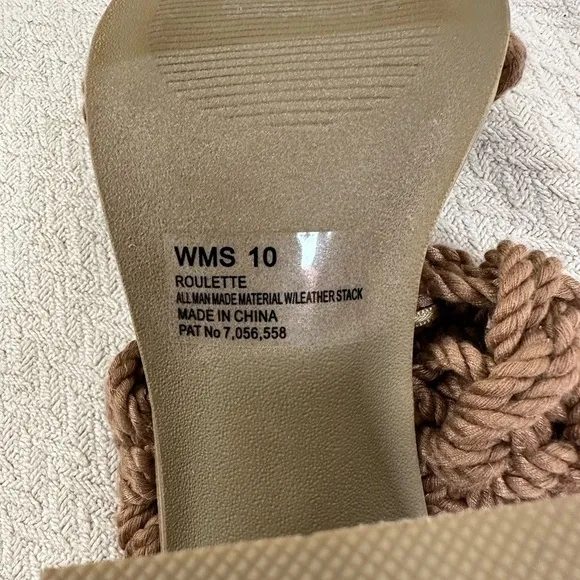 WMS 10
ROULETTE
ALL MAN MADE MATERIAL W/LEATHER STACK
MADE IN CHINA
PAT No 7,056,558